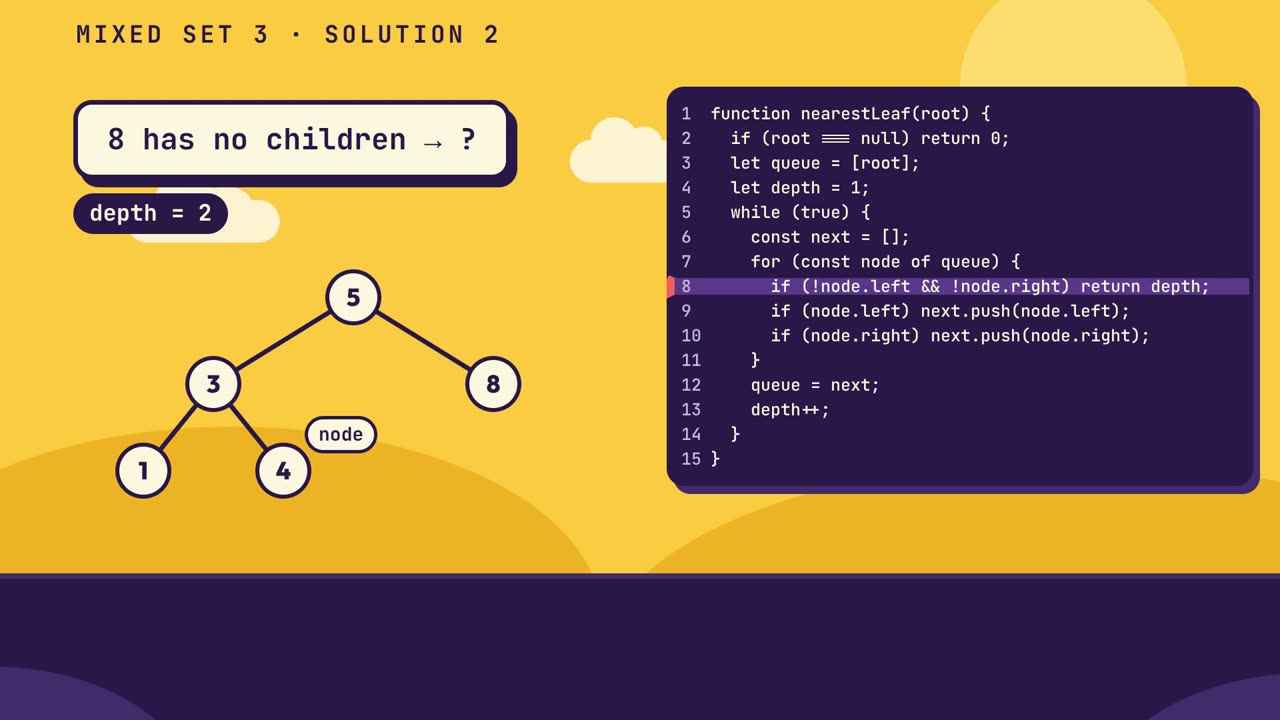 MIXED SET 3 · SOLUTION 2
8 has no children → ?
depth = 2
5
3
8
node
1
4
1 function nearestLeaf(root) {
2   if (root === null) return 0;
3   let queue = [root];
4   let depth = 1;
5   while (true) {
6     const next = [];
7     for (const node of queue) {
8       if (!node.left && !node.right) return depth;
9       if (node.left) next.push(node.left);
10       if (node.right) next.push(node.right);
11     }
12     queue = next;
13     depth++;
14   }
15 }